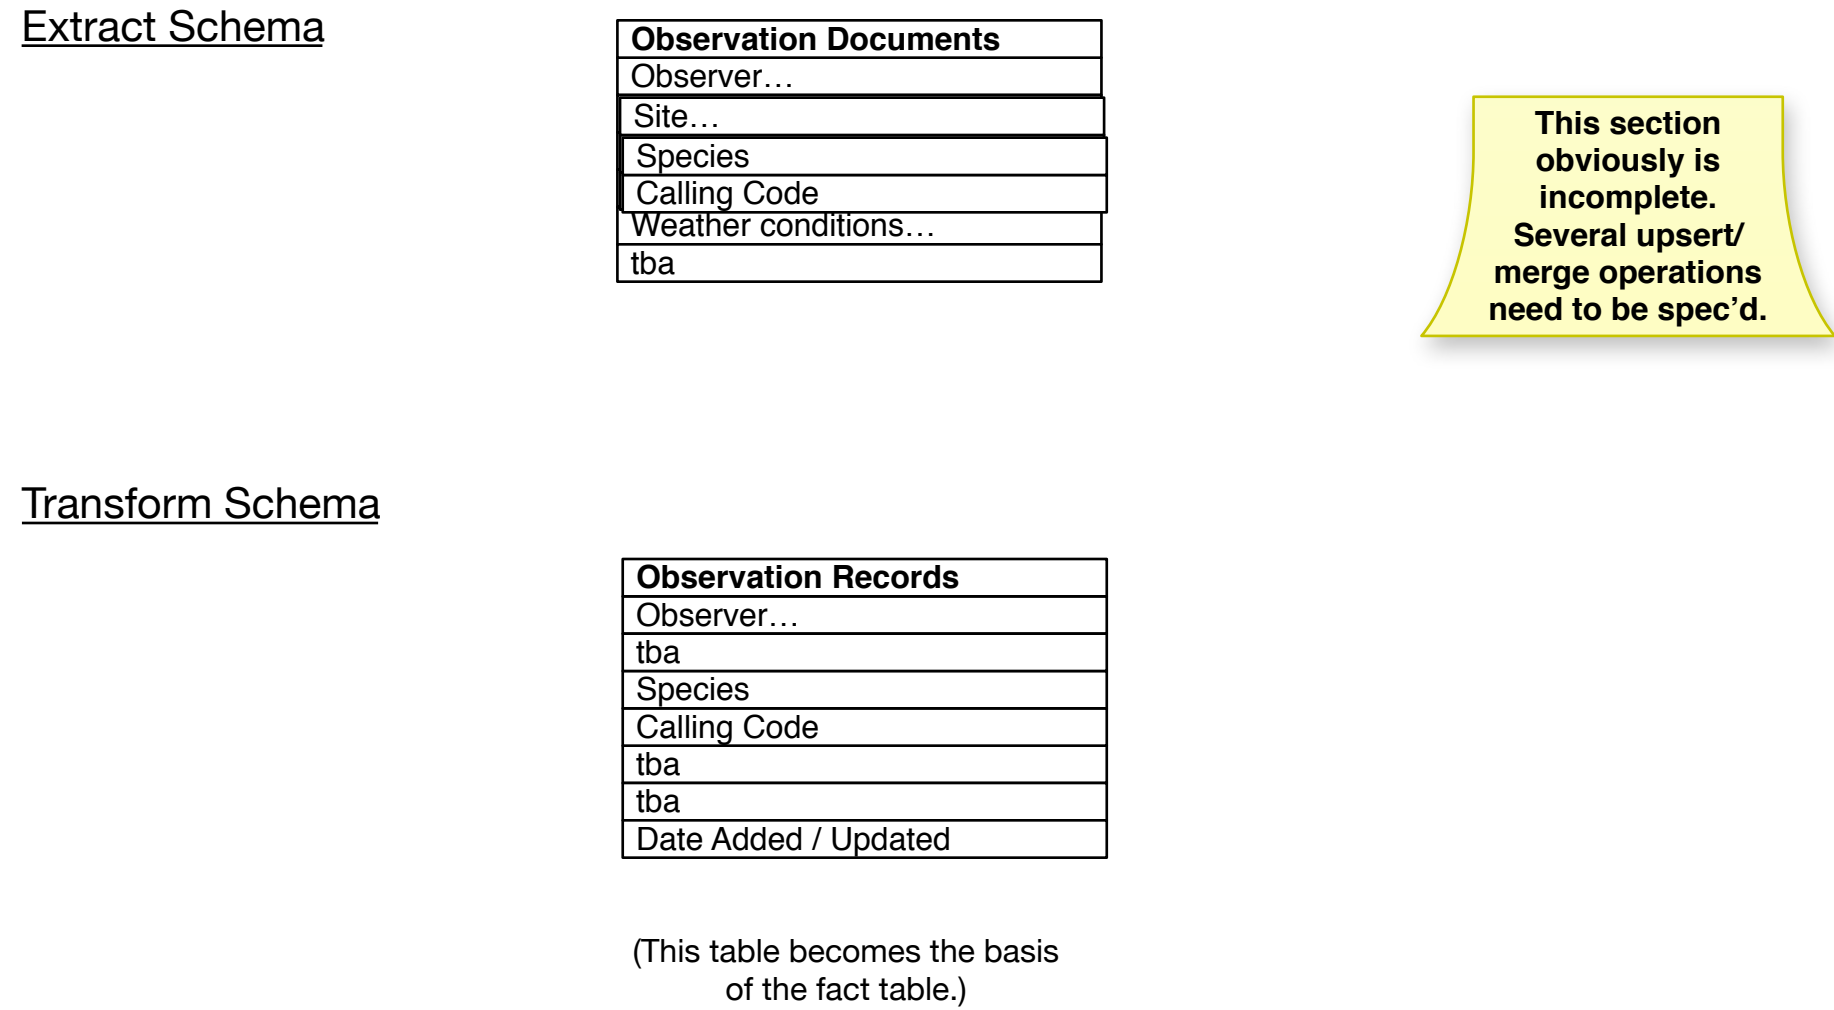 Extract Schema
Observation Documents
Observer…
Site…
Species
Calling Code
Weather conditions…
tba
This section
obviously is
incomplete.
Several upsert/
merge operations
need to be spec’d.
Transform Schema
Observation Records
Observer…
tba
Species
Calling Code
tba
tba
Date Added / Updated
(This table becomes the basis
of the fact table.)